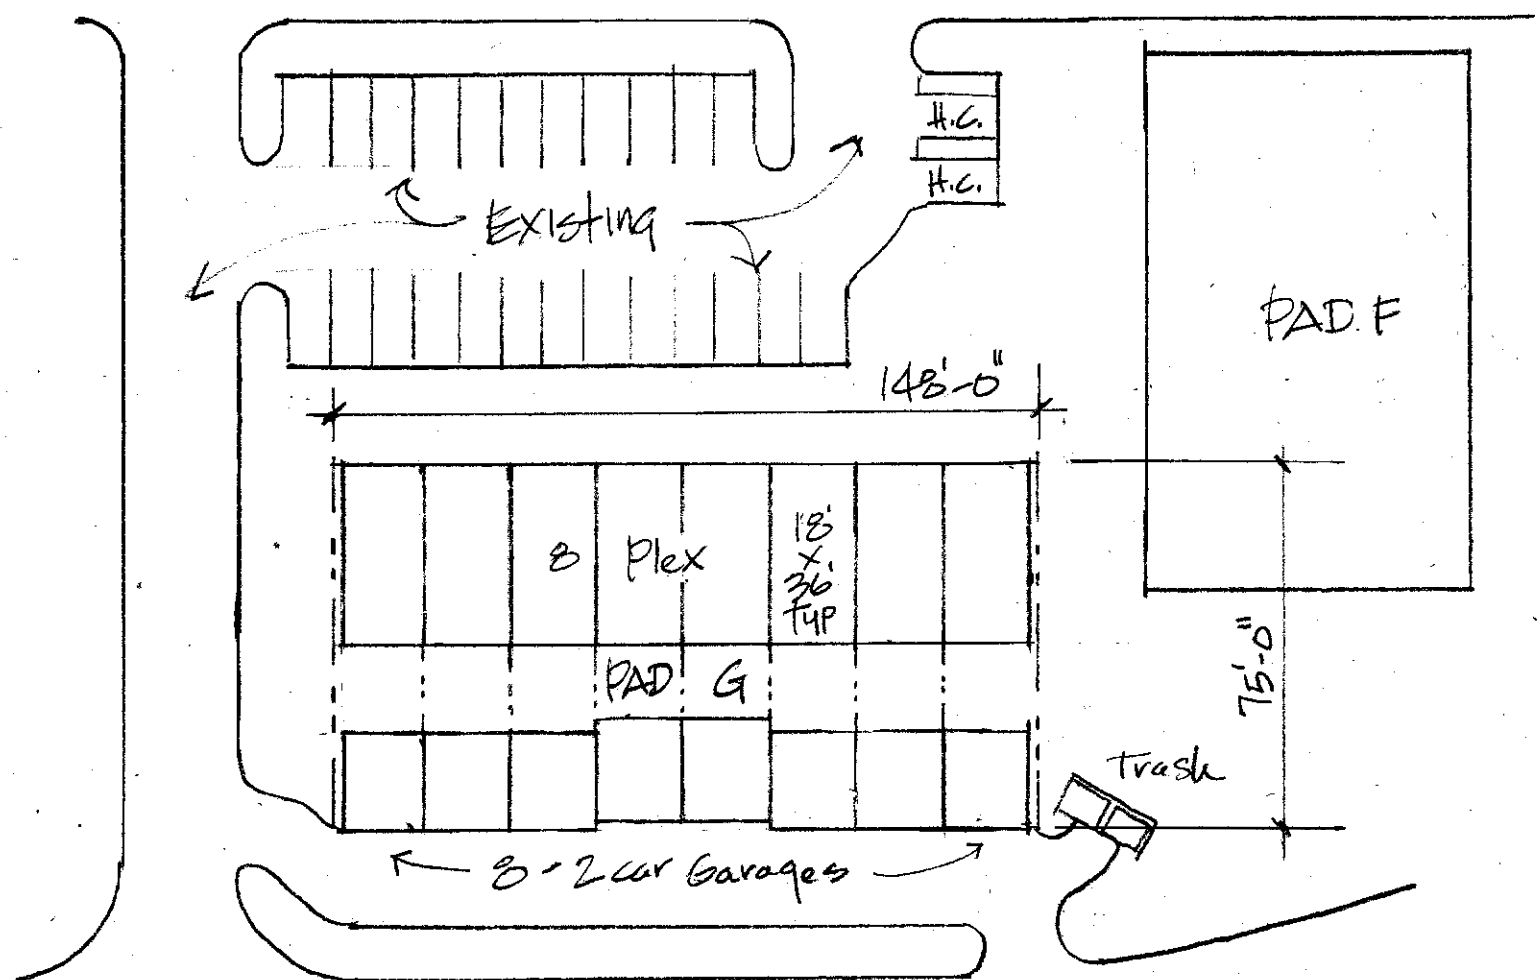 H.C.
H.C.
Existing
PAD F
148'-0"
8 Plex
18'
x
36'
Typ
PAD G
75'-0"
Trash
8 - 2 car Garages